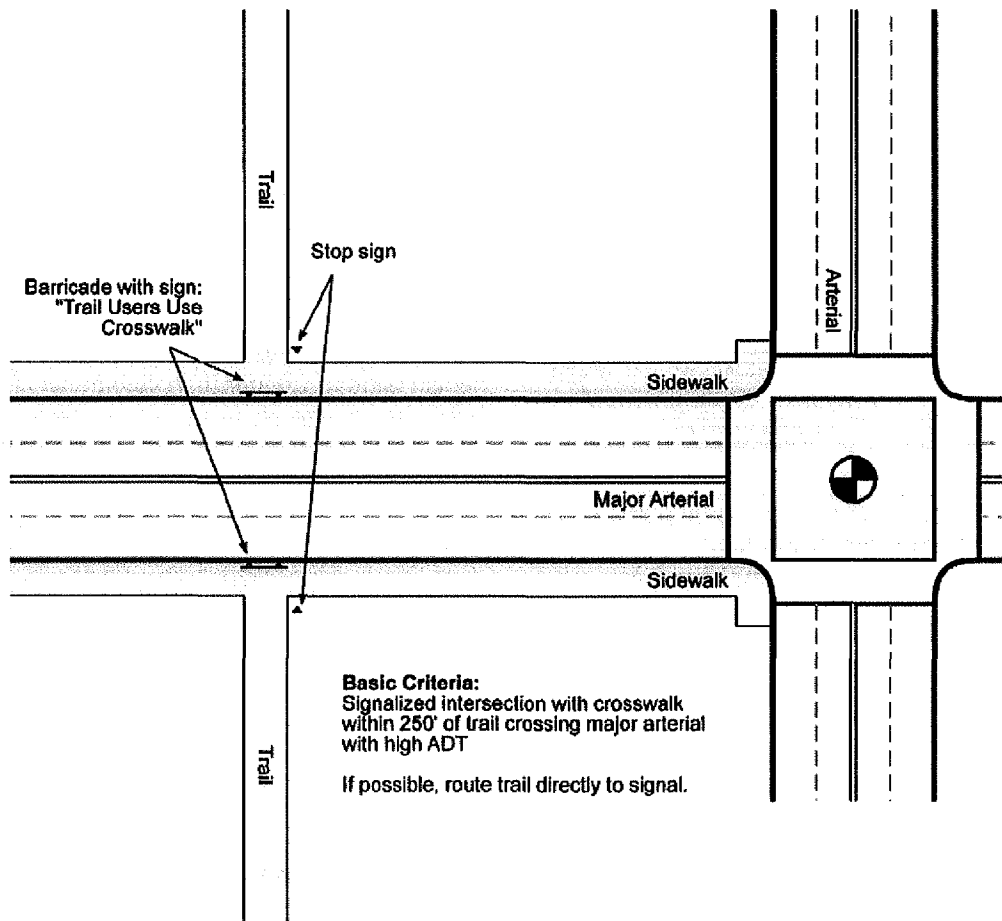 Trail
Stop sign
Barricade with sign:
"Trail Users Use
Crosswalk"
Arterial
Sidewalk
Major Arterial
Sidewalk
Basic Criteria:
Signalized intersection with crosswalk
within 250' of trail crossing major arterial
with high ADT
If possible, route trail directly to signal.
Trail